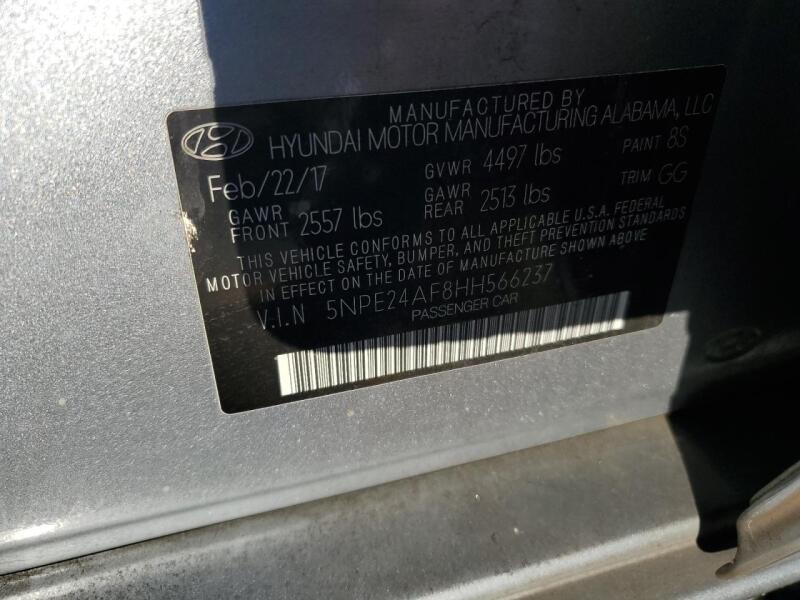 MANUFACTURED BY
HYUNDAI MOTOR MANUFACTURING ALABAMA, LLC
Feb/22/17 GVWR 4497 lbs PAINT 8S
GAWR FRONT 2557 lbs GAWR REAR 2513 lbs TRIM GG
THIS VEHICLE CONFORMS TO ALL APPLICABLE U.S.A. FEDERAL
MOTOR VEHICLE SAFETY, BUMPER, AND THEFT PREVENTION STANDARDS
IN EFFECT ON THE DATE OF MANUFACTURE SHOWN ABOVE
V.I.N 5NPE24AF8HH566237
PASSENGER CAR